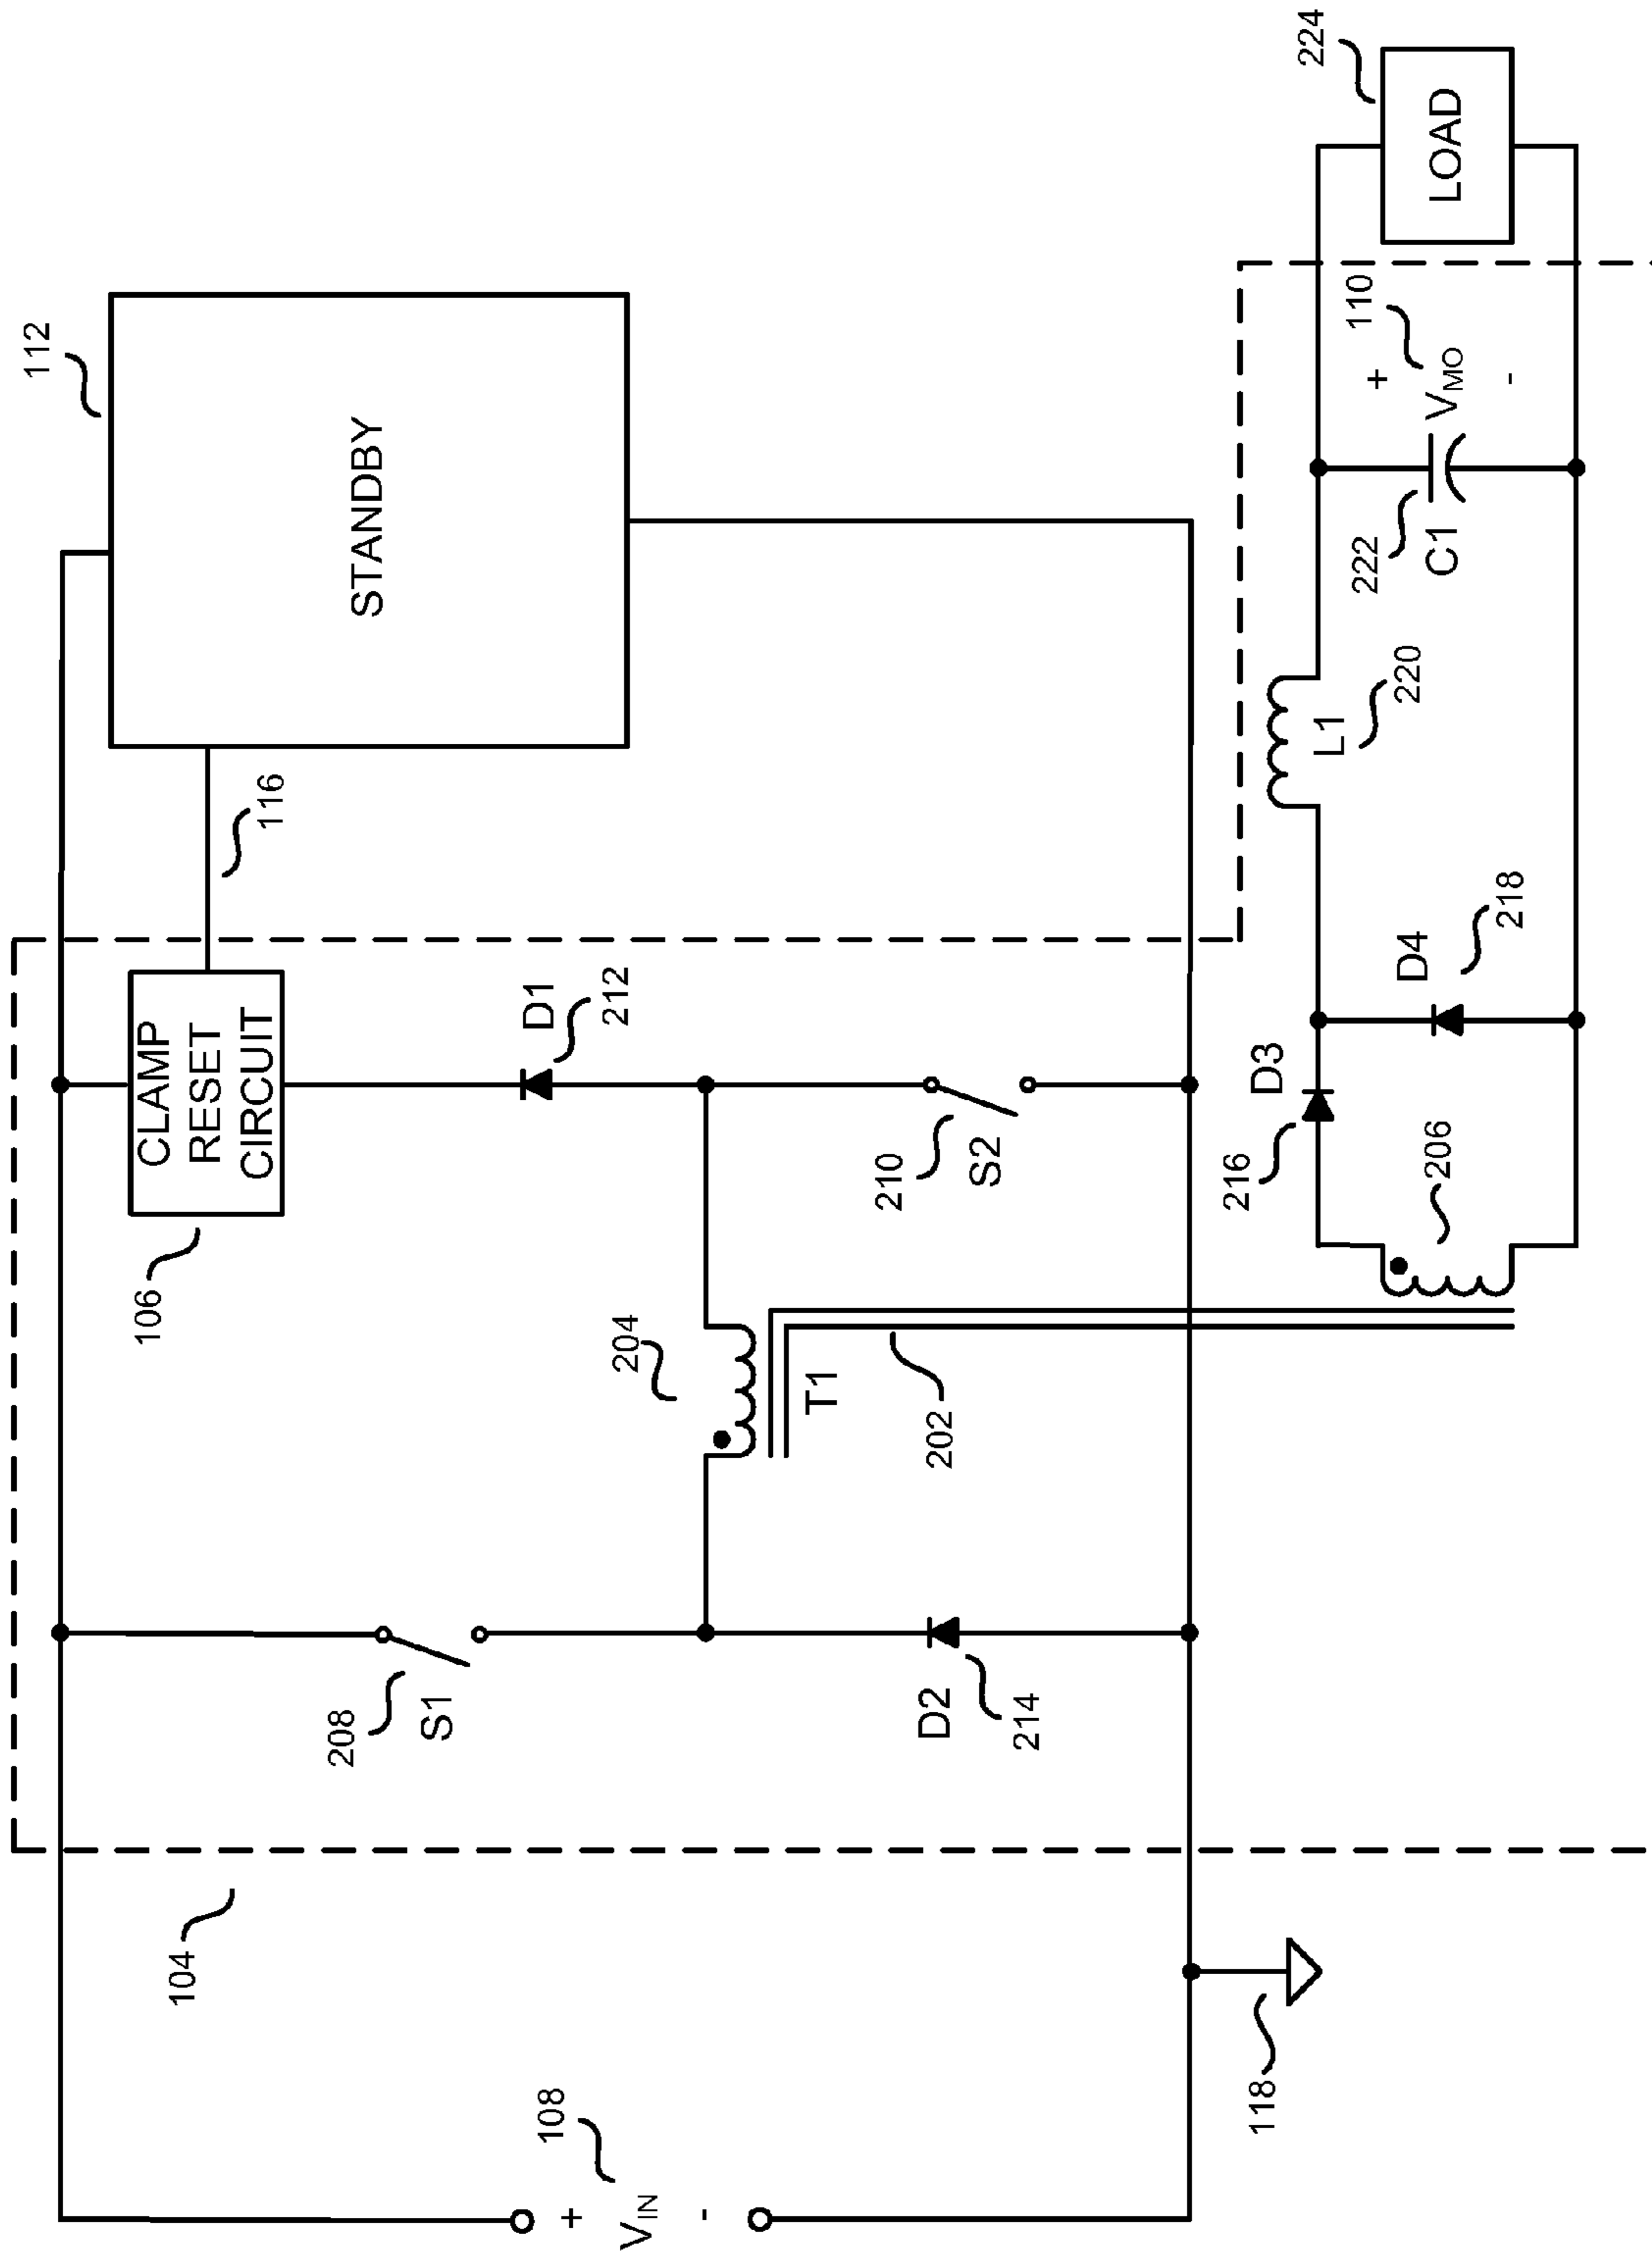 104
108
+
VIN
-
118
208
S1
D2
214
204
T1
202
106
CLAMP
RESET
CIRCUIT
D1
212
210
S2
116
112
STANDBY
206
216
D3
D4
218
L1
220
222
C1
+
VMO
-
110
LOAD
224